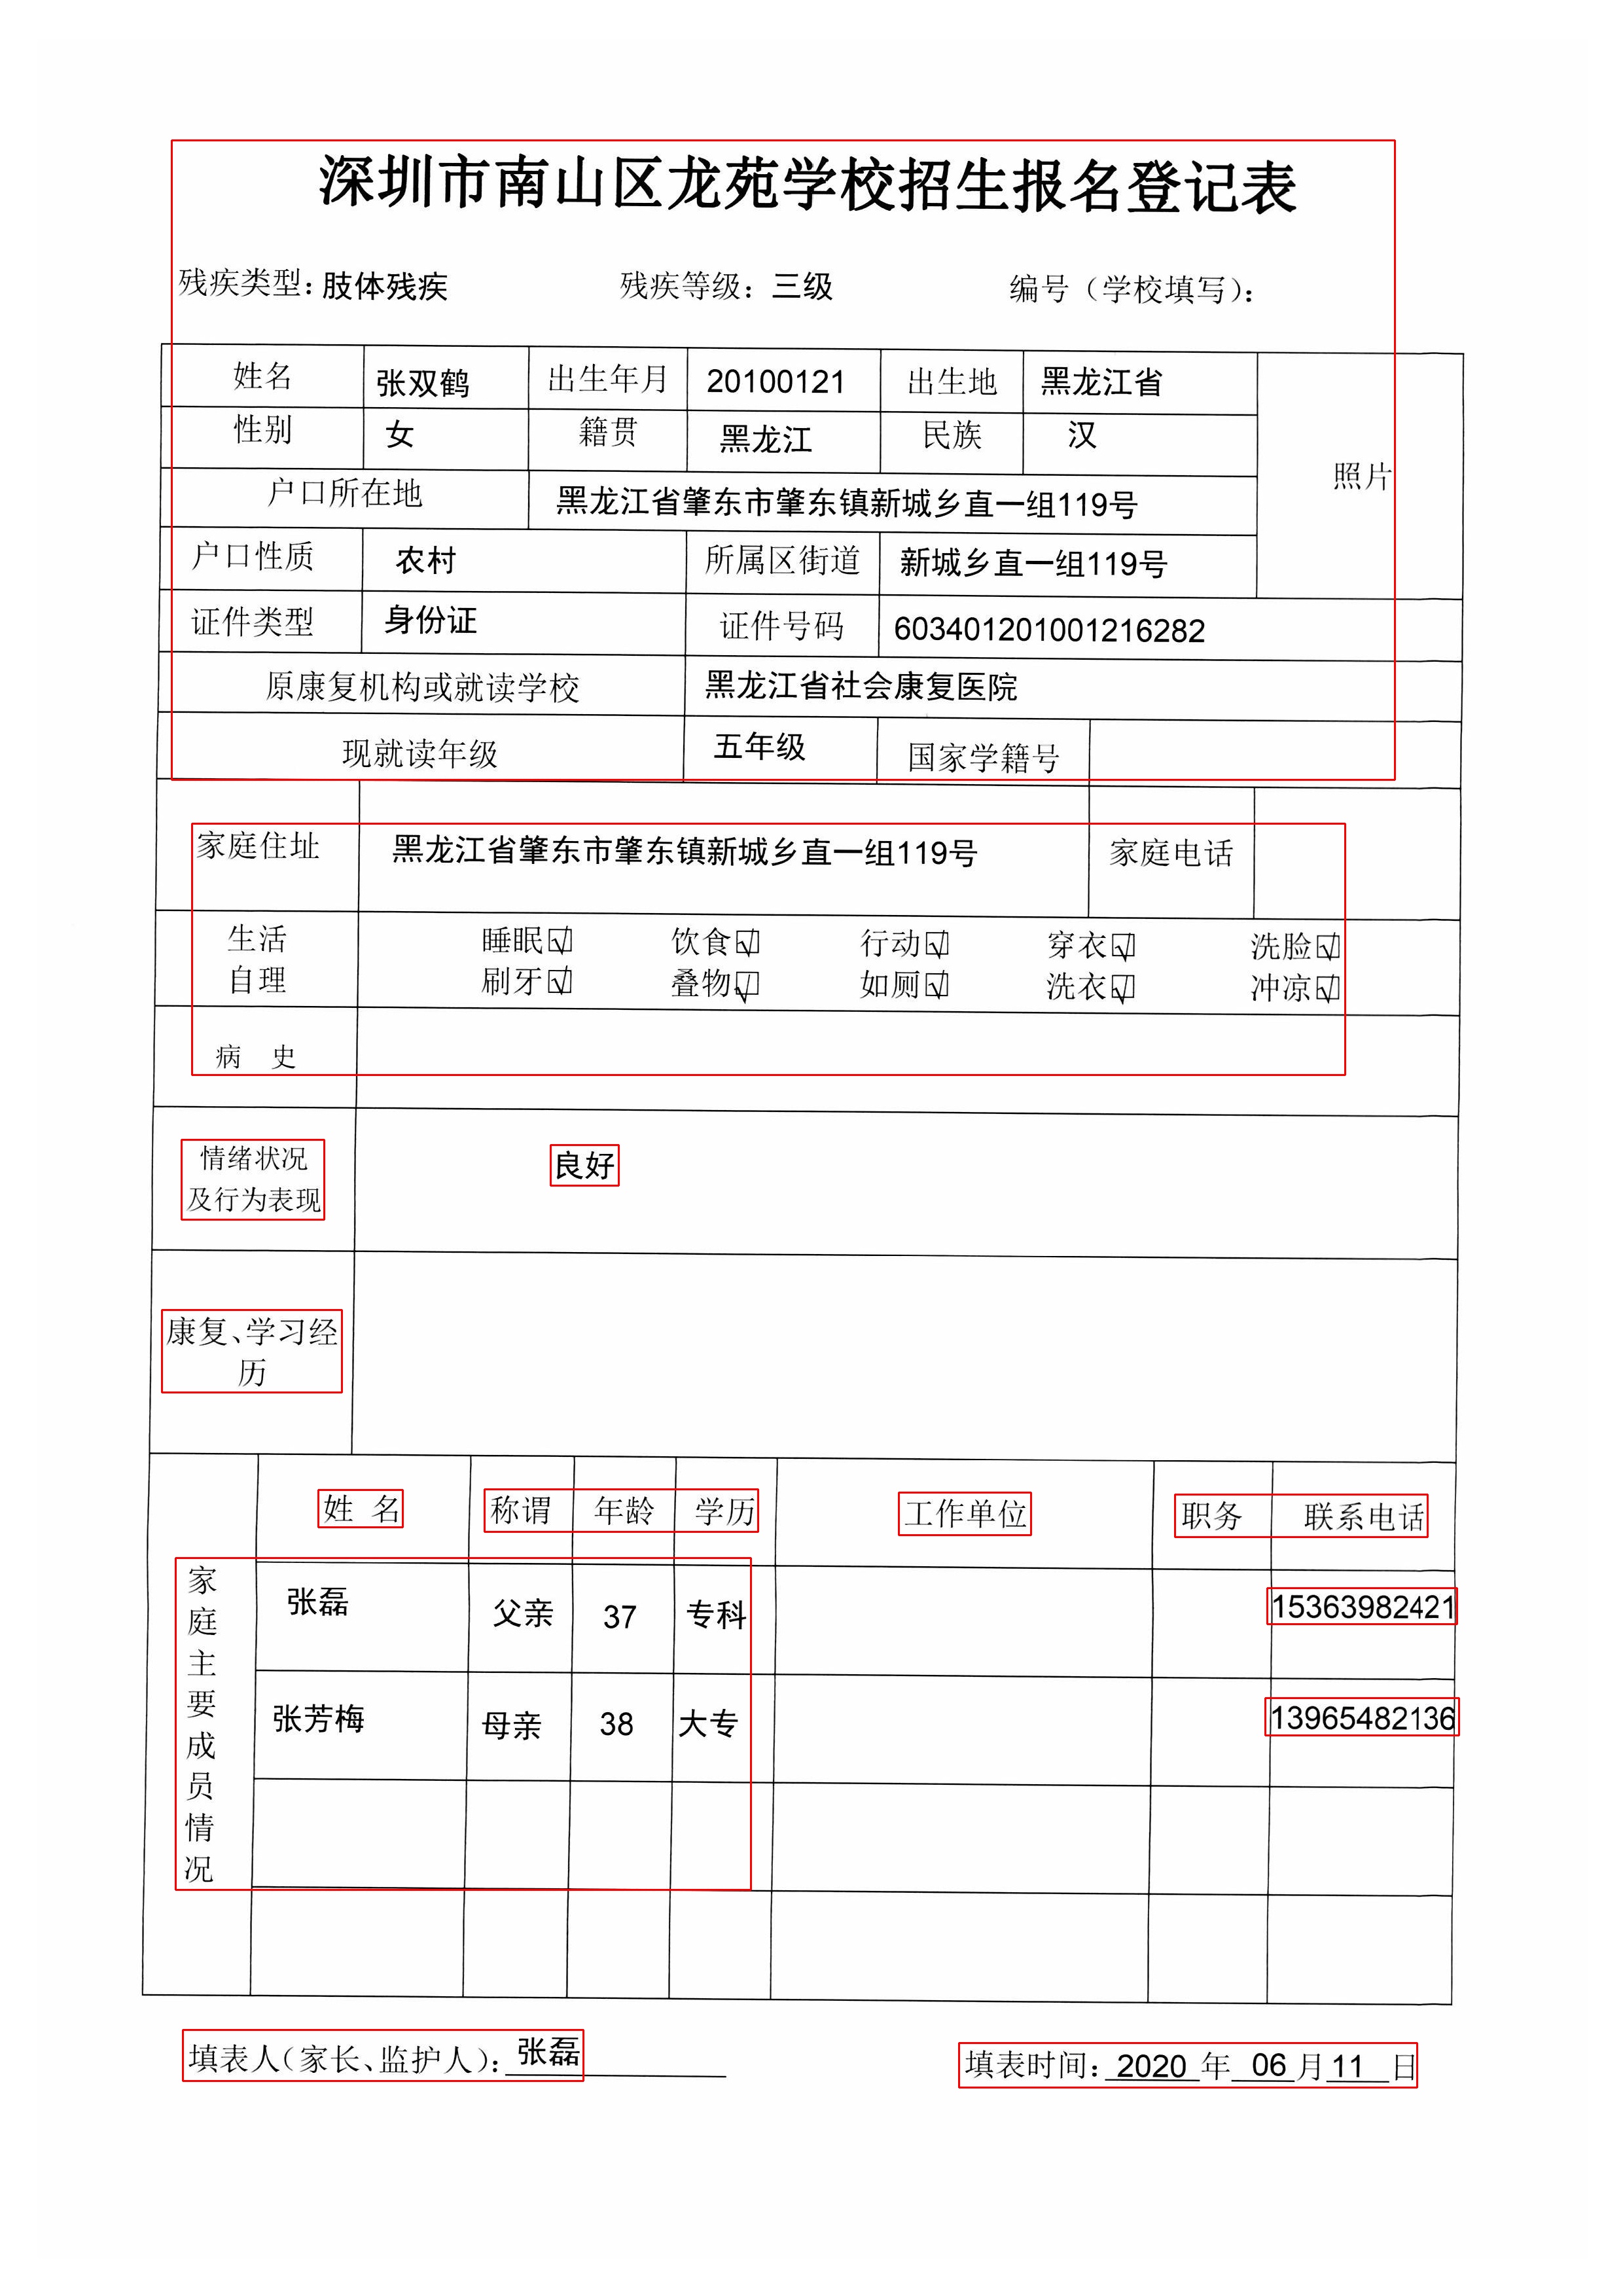 深圳市南山区龙苑学校招生报名登记表
残疾类型：肢体残疾 残疾等级：三级 编号（学校填写）：
姓名 张双鹤 出生年月 20100121 出生地 黑龙江省
性别 女 籍贯 黑龙江 民族 汉
照片
户口所在地 黑龙江省肇东市肇东镇新城乡直一组119号
户口性质 农村 所属区街道 新城乡直一组119号
证件类型 身份证 证件号码 603401201001216282
原康复机构或就读学校 黑龙江省社会康复医院
现就读年级 五年级 国家学籍号
家庭住址 黑龙江省肇东市肇东镇新城乡直一组119号 家庭电话
生活 睡眠☑ 饮食☑ 行动☑ 穿衣☑ 洗脸☑
自理 刷牙☑ 叠物☑ 如厕☑ 洗衣☑ 冲凉☑
病 史
情绪状况
及行为表现
良好
康复、学习经
历
家庭主要成员情况
姓 名 称谓 年龄 学历 工作单位 职务 联系电话
张磊 父亲 37 专科 15363982421
张芳梅 母亲 38 大专 13965482136
填表人（家长、监护人）：张磊 填表时间：2020 年 06 月 11 日